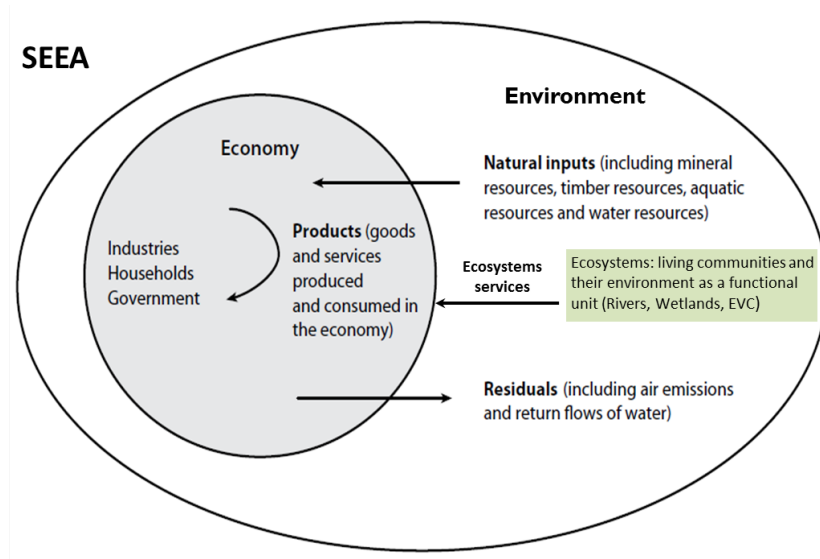 SEEA
Environment
Economy
Natural inputs (including mineral
resources, timber resources, aquatic
resources and water resources)
Industries
Households
Government
Products (goods
and services
produced
and consumed in
the economy)
Ecosystems
services
Ecosystems: living communities and
their environment as a functional
unit (Rivers, Wetlands, EVC)
Residuals (including air emissions
and return flows of water)